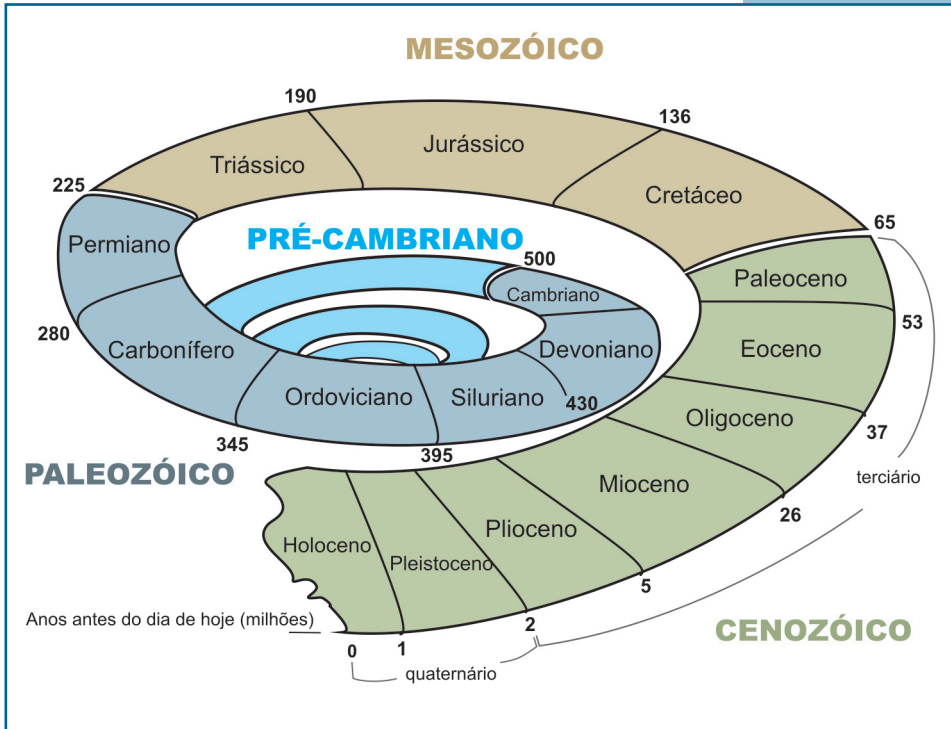 MESOZÓICO
190
136
Jurássico
Triássico
Cretáceo
225
65
Permiano
PRÉ-CAMBRIANO
500
Paleoceno
Cambriano
53
280
Carbonífero
Devoniano
Eoceno
Ordoviciano
Siluriano
430
Oligoceno
37
345
395
PALEOZÓICO
terciário
Mioceno
26
Plioceno
Holoceno
Pleistoceno
5
Anos antes do dia de hoje (milhões)
2
CENOZÓICO
0
1
quaternário